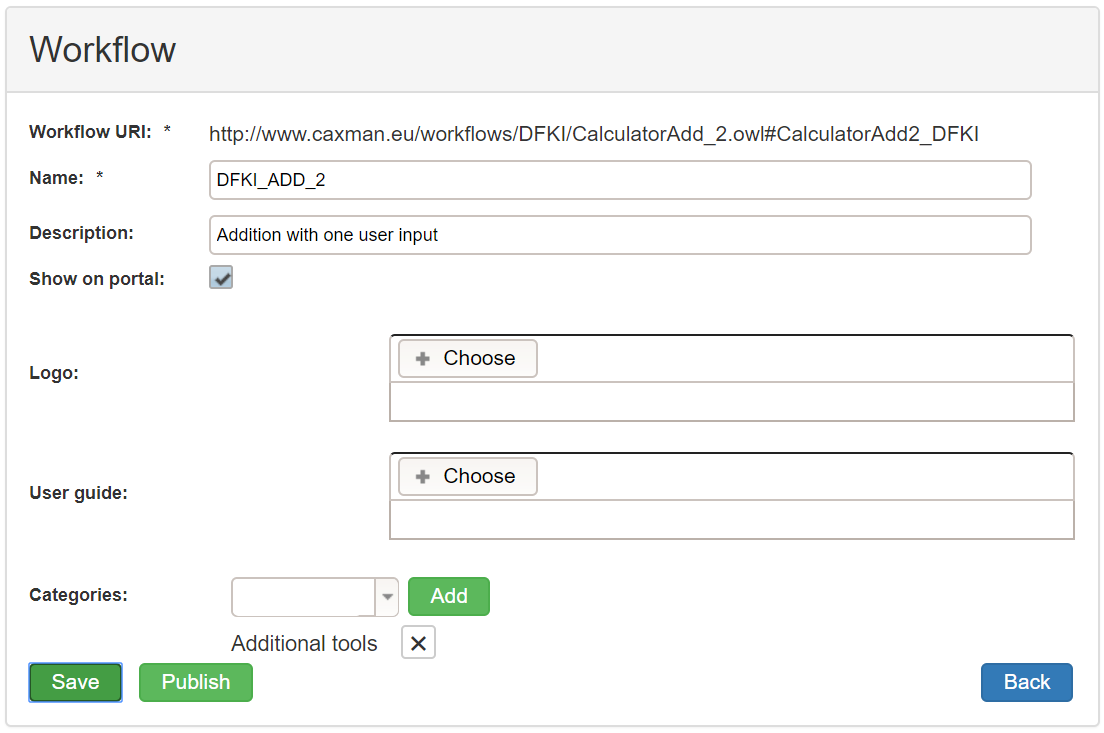 Workflow
Workflow URI: * http://www.caxman.eu/workflows/DFKI/CalculatorAdd_2.owl#CalculatorAdd2_DFKI
Name: * DFKI_ADD_2
Description: Addition with one user input
Show on portal:
Logo: Choose
User guide: Choose
Categories: Add
Additional tools
Save Publish Back